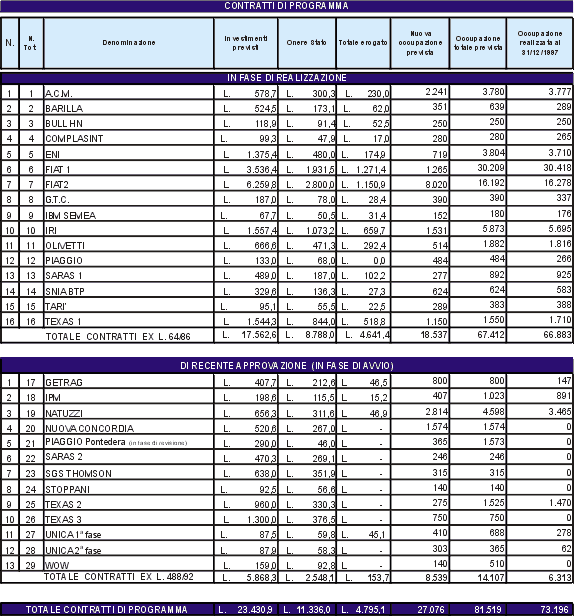 CONTRATTI DI PROGRAMMA
N. N. Tot. Denominazione Investimenti previsti Onere Stato Totale erogato Nuova occupazione prevista Occupazione totale prevista Occupazione realizzata al 31/12/1997
IN FASE DI REALIZZAZIONE
1 1 A.C.M. L. 578,7 L. 300,3 L. 230,0 2.241 3.780 3.777
2 2 BARILLA L. 524,5 L. 173,1 L. 62,0 351 639 289
3 3 BULL HN L. 118,9 L. 91,4 L. 52,5 250 250 250
4 4 COMPLASINT L. 99,3 L. 47,9 L. 17,0 280 280 265
5 5 ENI L. 1.375,4 L. 480,0 L. 174,9 719 3.804 3.710
6 6 FIAT 1 L. 3.536,4 L. 1.931,5 L. 1.271,4 1.265 30.209 30.418
7 7 FIAT2 L. 6.259,8 L. 2.800,0 L. 1.150,9 8.020 16.192 16.278
8 8 G.T.C. L. 187,0 L. 78,0 L. 28,4 390 390 337
9 9 IBM SEMEA L. 67,7 L. 50,5 L. 31,4 152 180 176
10 10 IRI L. 1.557,4 L. 1.073,2 L. 659,7 1.531 5.873 5.695
11 11 OLIVETTI L. 666,6 L. 471,3 L. 292,4 514 1.882 1.816
12 12 PIAGGIO L. 133,0 L. 68,0 L. 0,0 484 484 266
13 13 SARAS 1 L. 489,0 L. 187,0 L. 102,2 277 892 925
14 14 SNIA BTP L. 329,6 L. 136,3 L. 27,3 624 624 583
15 15 TARI' L. 95,1 L. 55,5 L. 22,5 289 383 388
16 16 TEXAS 1 L. 1.544,3 L. 844,0 L. 518,8 1.150 1.550 1.710
TOTALE CONTRATTI EX L. 64/86 L. 17.562,6 L. 8.788,0 L. 4.641,4 18.537 67.412 66.883
DI RECENTE APPROVAZIONE (IN FASE DI AVVIO)
1 17 GETRAG L. 407,7 L. 212,6 L. 46,5 800 800 147
2 18 IPM L. 198,6 L. 115,5 L. 15,2 407 1.023 891
3 19 NATUZZI L. 656,3 L. 311,6 L. 46,9 2.814 4.598 3.465
4 20 NUOVA CONCORDIA L. 520,6 L. 267,0 L. - 1.574 1.574 0
5 21 PIAGGIO Pontedera (in fase di revisione) L. 290,0 L. 46,0 L. - 365 1.573 0
6 22 SARAS 2 L. 470,3 L. 269,1 L. - 246 246 0
7 23 SGS THOMSON L. 638,0 L. 351,9 L. - 315 315 0
8 24 STOPPANI L. 92,5 L. 56,6 L. - 140 140 0
9 25 TEXAS 2 L. 960,0 L. 330,3 L. - 275 1.525 1.470
10 26 TEXAS 3 L. 1.300,0 L. 376,5 L. - 750 750 0
11 27 UNICA 1ª fase L. 87,5 L. 59,8 L. 45,1 410 688 278
12 28 UNICA 2ª fase L. 87,9 L. 58,3 L. - 303 365 62
13 29 WOW L. 159,0 L. 92,8 L. - 140 510 0
TOTALE CONTRATTI EX L. 488/92 L. 5.868,3 L. 2.548,1 L. 153,7 8.539 14.107 6.313
TOTALE CONTRATTI DI PROGRAMMA L. 23.430,9 L. 11.336,0 L. 4.795,1 27.076 81.519 73.196